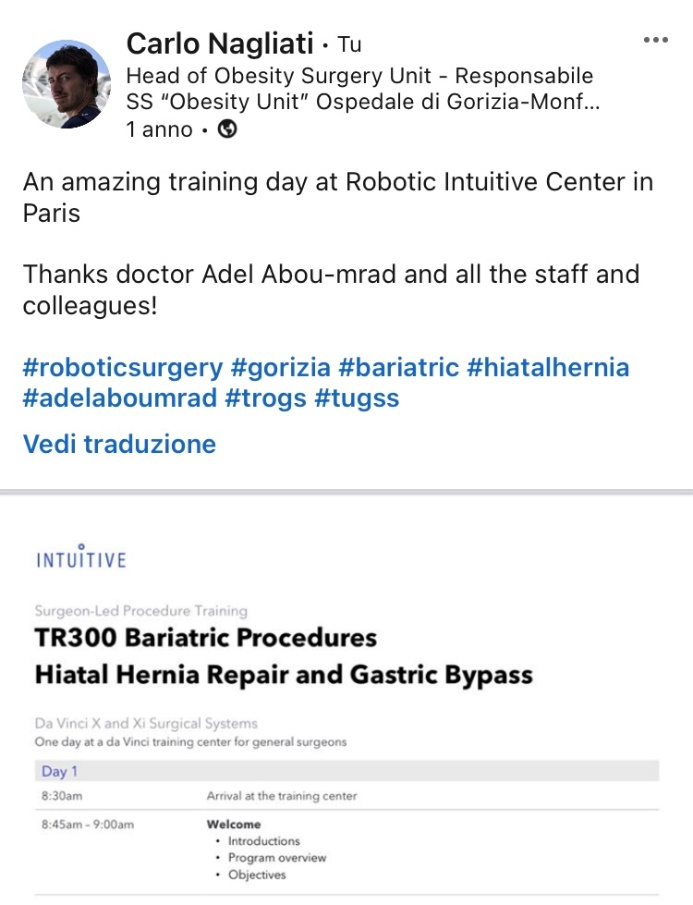 Carlo Nagliati · Tu
Head of Obesity Surgery Unit - Responsabile
SS “Obesity Unit” Ospedale di Gorizia-Monf...
1 anno ·
An amazing training day at Robotic Intuitive Center in
Paris
Thanks doctor Adel Abou-mrad and all the staff and
colleagues!
#roboticsurgery #gorizia #bariatric #hiatalhernia
#adelaboumrad #trogs #tugss
Vedi traduzione
INTUITIVE
Surgeon-Led Procedure Training
TR300 Bariatric Procedures
Hiatal Hernia Repair and Gastric Bypass
Da Vinci X and Xi Surgical Systems
One day at a da Vinci training center for general surgeons
Day 1
8:30am Arrival at the training center
8:45am - 9:00am Welcome
• Introductions
• Program overview
• Objectives